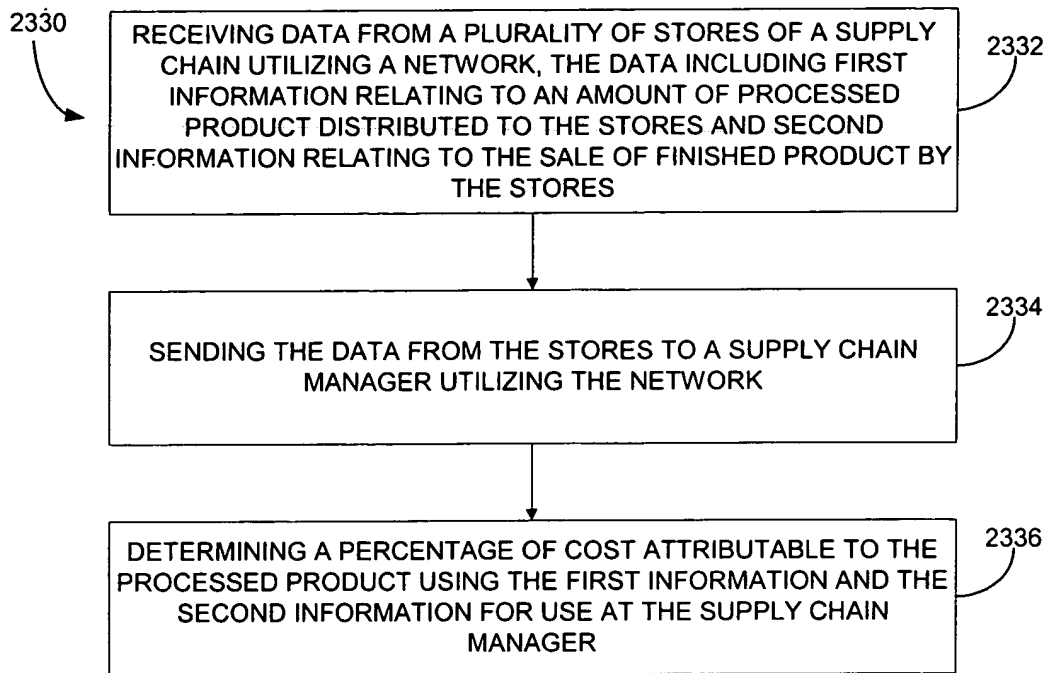 2330
RECEIVING DATA FROM A PLURALITY OF STORES OF A SUPPLY
CHAIN UTILIZING A NETWORK, THE DATA INCLUDING FIRST
INFORMATION RELATING TO AN AMOUNT OF PROCESSED
PRODUCT DISTRIBUTED TO THE STORES AND SECOND
INFORMATION RELATING TO THE SALE OF FINISHED PRODUCT BY
THE STORES
2332
SENDING THE DATA FROM THE STORES TO A SUPPLY CHAIN
MANAGER UTILIZING THE NETWORK
2334
DETERMINING A PERCENTAGE OF COST ATTRIBUTABLE TO THE
PROCESSED PRODUCT USING THE FIRST INFORMATION AND THE
SECOND INFORMATION FOR USE AT THE SUPPLY CHAIN
MANAGER
2336